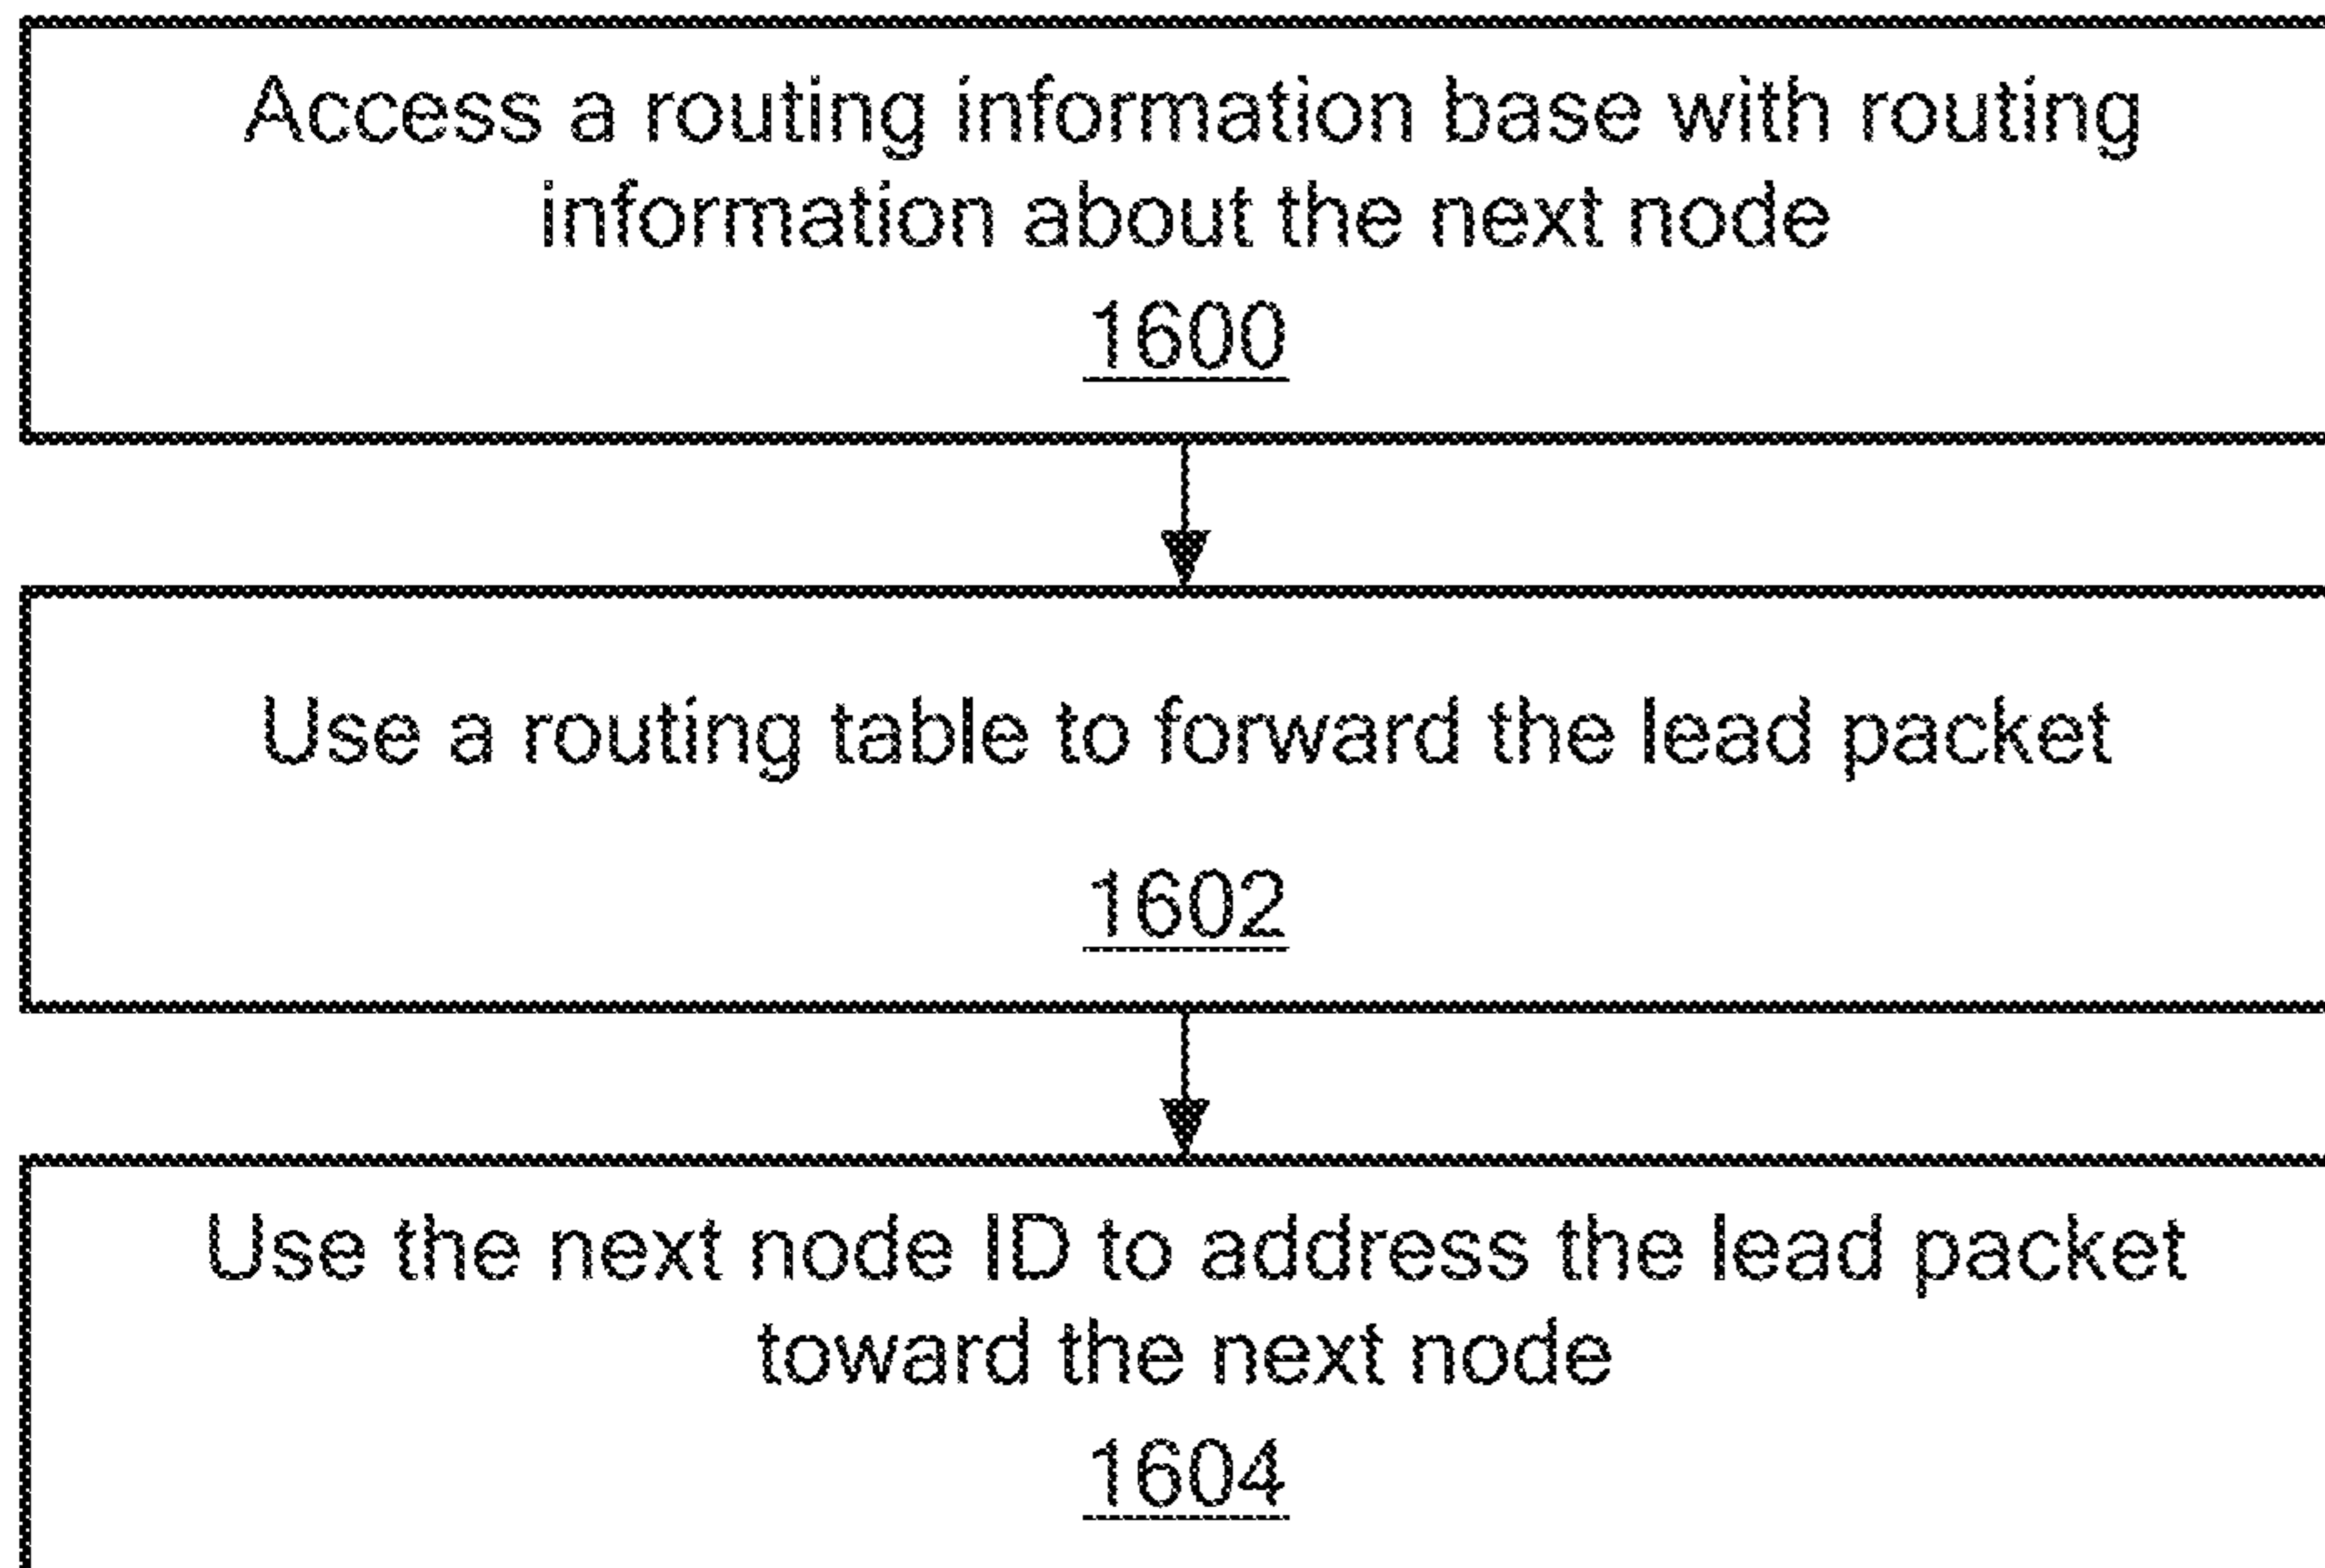 Access a routing information base with routing
information about the next node
1600
Use a routing table to forward the lead packet
1602
Use the next node ID to address the lead packet
toward the next node
1604